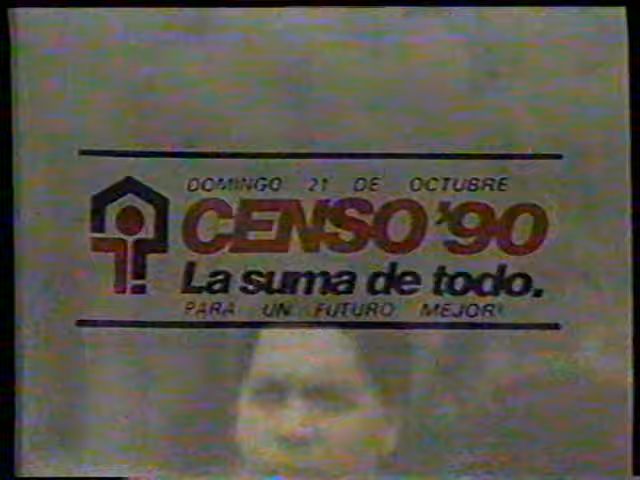 DOMINGO 21 DE OCTUBRE
CENSO '90
La suma de todo.
PARA UN FUTURO MEJOR!